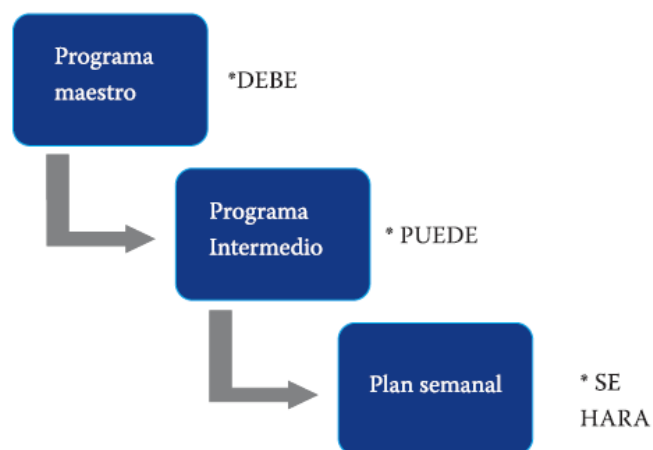 Programa
maestro
*DEBE
Programa
Intermedio
* PUEDE
Plan semanal
* SE
HARA